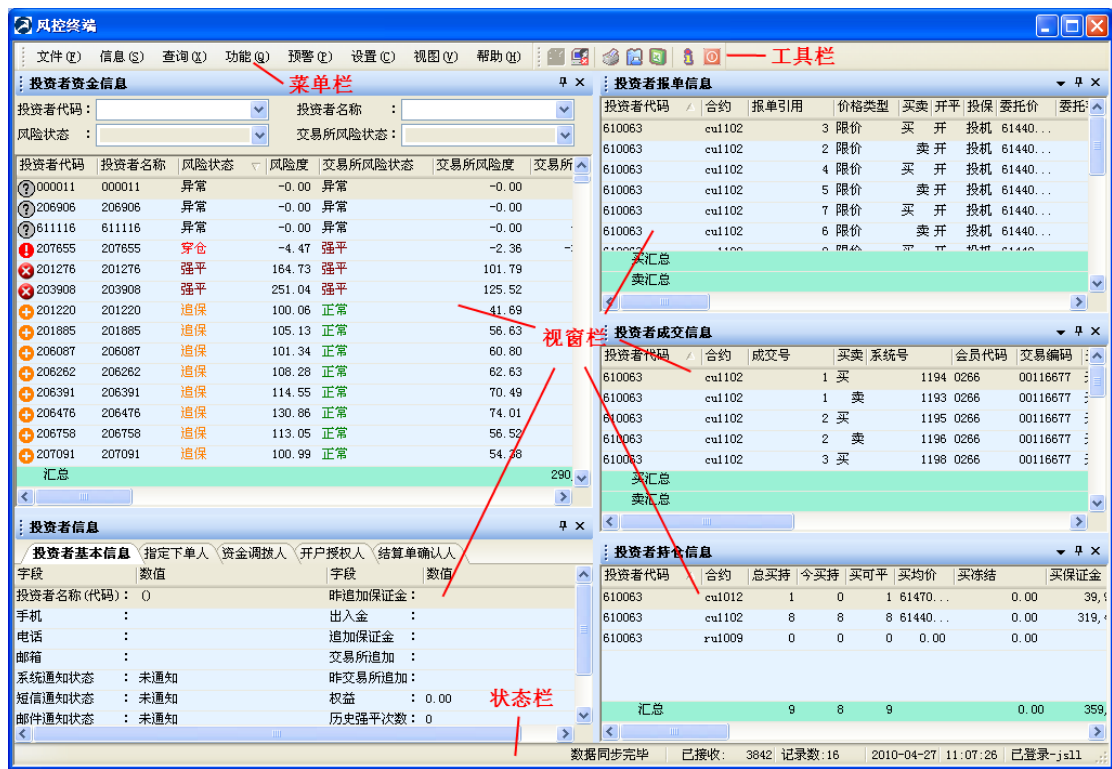 风控终端
文件(F) 信息(S) 查询(X) 功能(Q) 预警(P) 设置(C) 视图(V) 帮助(H)
工具栏
菜单栏
投资者资金信息
投资者代码: 投资者名称 :
风险状态 : 交易所风险状态:
投资者代码 投资者名称 风险状态 风险度 交易所风险状态 交易所风险度 交易所
000011 000011 异常 -0.00 异常 -0.00
206906 206906 异常 -0.00 异常 -0.00
611116 611116 异常 -0.00 异常 -0.00
207655 207655 穿仓 -4.47 强平 -2.36
201276 201276 强平 164.73 强平 101.79
203908 203908 强平 251.04 强平 125.52
201220 201220 追保 100.06 正常 41.69
201885 201885 追保 105.13 正常 56.63
206087 206087 追保 101.34 正常 60.80
206262 206262 追保 108.28 正常 62.63
206391 206391 追保 114.55 正常 70.49
206476 206476 追保 130.86 正常 74.01
206758 206758 追保 113.05 正常 56.52
207091 207091 追保 100.99 正常 54.38
汇总 290,
视窗栏
投资者信息
投资者基本信息 指定下单人 资金调拨人 开户授权人 结算单确认人
字段 数值 字段 数值
投资者名称(代码): () 昨追加保证金:
手机 : 出入金 :
电话 : 追加保证金 :
邮箱 : 交易所追加 :
系统通知状态 : 未通知 昨交易所追加:
短信通知状态 : 未通知 权益 : 0.00
邮件通知状态 : 未通知 历史强平次数: 0
状态栏
投资者报单信息
投资者代码 合约 报单引用 价格类型 买卖 开平 投保 委托价 委托
610063 cu1102 3 限价 买 开 投机 61440...
610063 cu1102 2 限价 卖 开 投机 61440...
610063 cu1102 4 限价 买 开 投机 61440...
610063 cu1102 5 限价 卖 开 投机 61440...
610063 cu1102 7 限价 买 开 投机 61440...
610063 cu1102 6 限价 卖 开 投机 61440...
买汇总
卖汇总
投资者成交信息
投资者代码 合约 成交号 买卖 系统号 会员代码 交易编码
610063 cu1102 1 买 1194 0266 00116677
610063 cu1102 1 卖 1193 0266 00116677
610063 cu1102 2 买 1195 0266 00116677
610063 cu1102 2 卖 1196 0266 00116677
610063 cu1102 3 买 1198 0266 00116677
买汇总
卖汇总
投资者持仓信息
投资者代码 合约 总买持 今买持 买可平 买均价 买冻结 买保证金
610063 cu1012 1 0 1 61470... 0.00 39,9
610063 cu1102 8 8 8 61440... 0.00 319,4
610063 ru1009 0 0 0 0.00 0.00
汇总 9 8 9 0.00 359,
数据同步完毕 已接收: 3842 记录数:16 2010-04-27 11:07:26 已登录-jsll